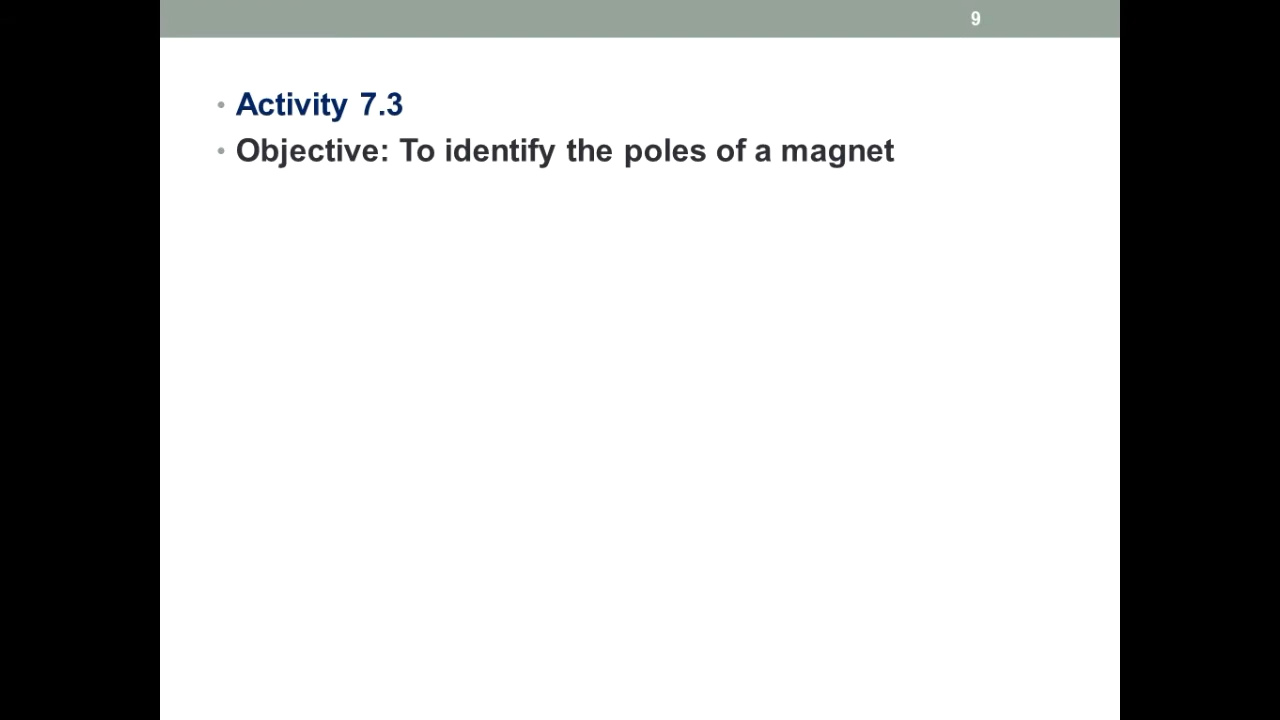 9
• Activity 7.3
• Objective: To identify the poles of a magnet